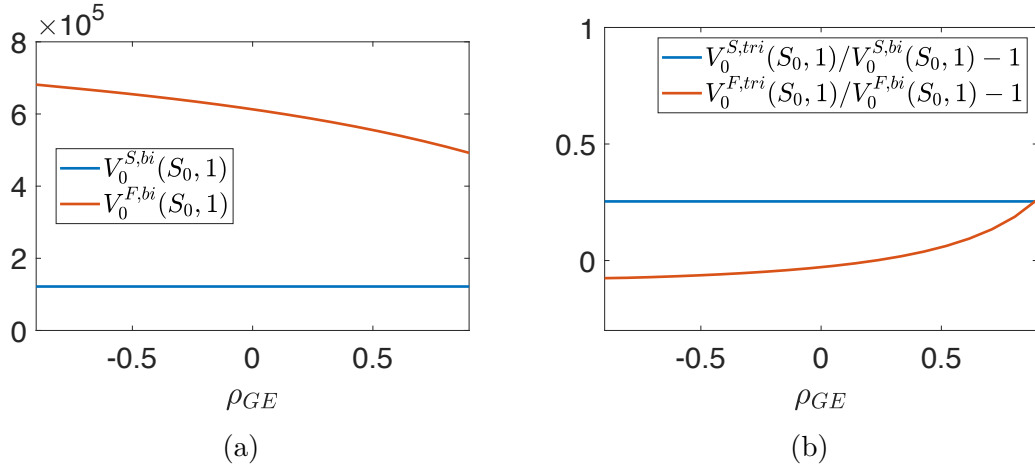 ×10^5
8
6
4
2
0
V_0^{S,bi}(S_0, 1)
V_0^{F,bi}(S_0, 1)
-0.5 0 0.5
ρ_{GE}
(a)
1
0.5
0
V_0^{S,tri}(S_0, 1)/V_0^{S,bi}(S_0, 1) − 1
V_0^{F,tri}(S_0, 1)/V_0^{F,bi}(S_0, 1) − 1
-0.5 0 0.5
ρ_{GE}
(b)